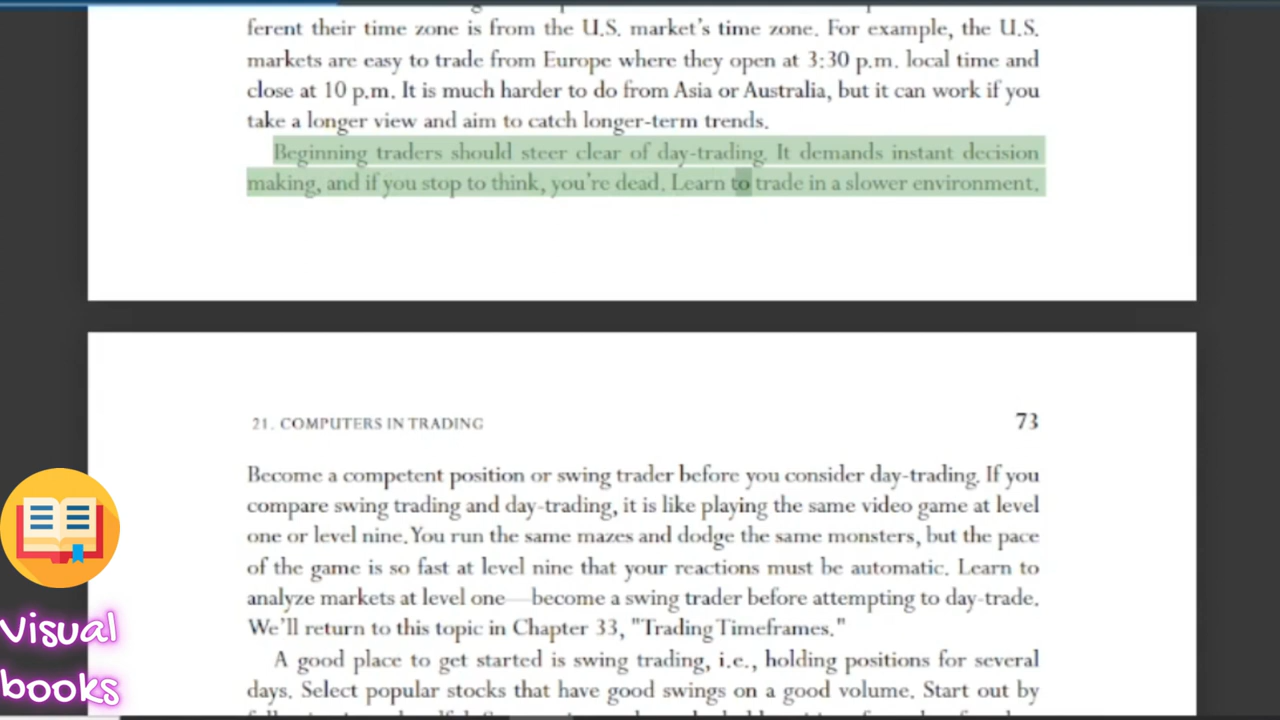 ferent their time zone is from the U.S. market's time zone. For example, the U.S.
markets are easy to trade from Europe where they open at 3:30 p.m. local time and
close at 10 p.m. It is much harder to do from Asia or Australia, but it can work if you
take a longer view and aim to catch longer-term trends.
Beginning traders should steer clear of day-trading. It demands instant decision
making, and if you stop to think, you're dead. Learn to trade in a slower environment.
21. COMPUTERS IN TRADING 73
Become a competent position or swing trader before you consider day-trading. If you
compare swing trading and day-trading, it is like playing the same video game at level
one or level nine. You run the same mazes and dodge the same monsters, but the pace
of the game is so fast at level nine that your reactions must be automatic. Learn to
analyze markets at level one—become a swing trader before attempting to day-trade.
We'll return to this topic in Chapter 33, "Trading Timeframes."
A good place to get started is swing trading, i.e., holding positions for several
days. Select popular stocks that have good swings on a good volume. Start out by
Visual
books